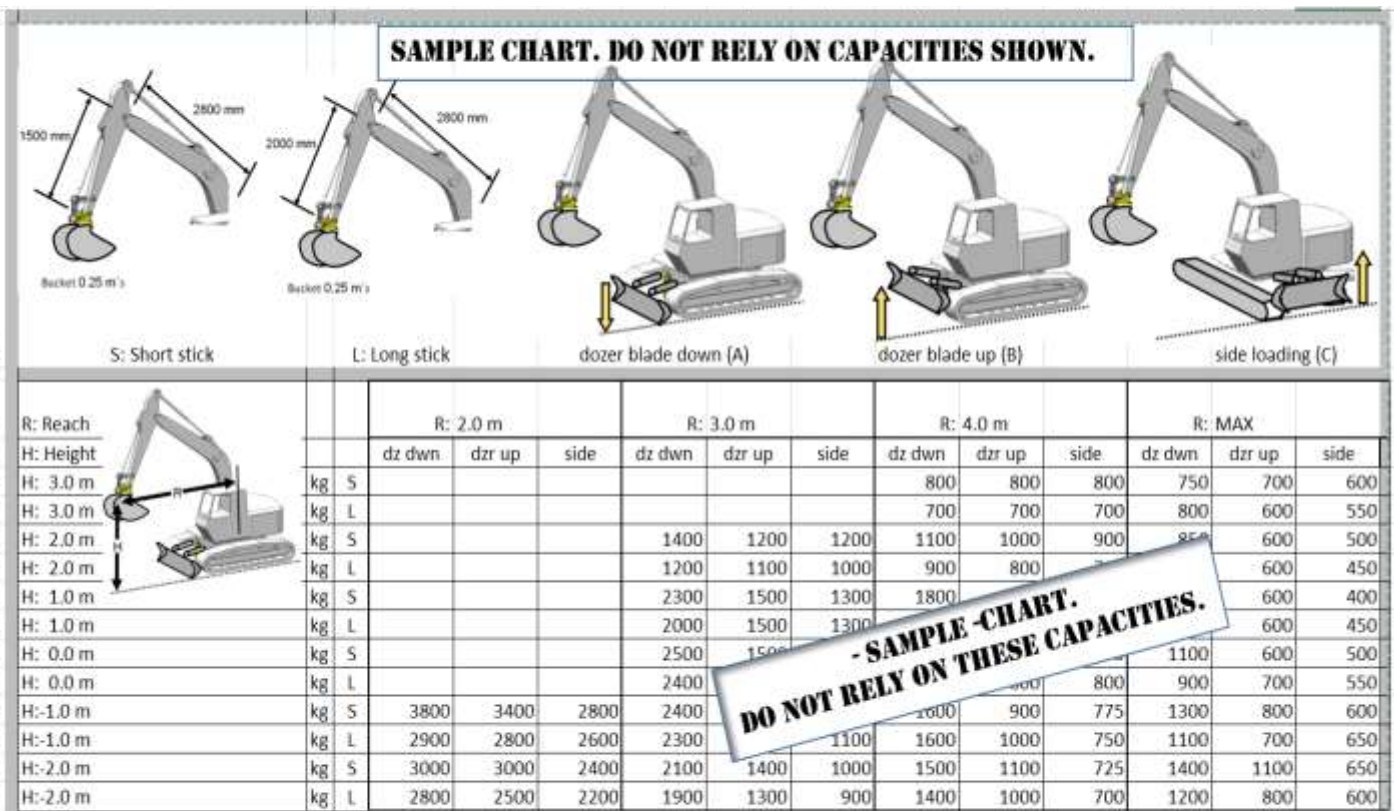 SAMPLE CHART. DO NOT RELY ON CAPACITIES SHOWN.
1500 mm 2800 mm 2000 mm 2800 mm
Bucket 0.25 m³s Bucket 0.25 m³s
S: Short stick L: Long stick dozer blade down (A) dozer blade up (B) side loading (C)
R: Reach R: 2.0 m R: 3.0 m R: 4.0 m R: MAX
H: Height dz dwn dzr up side dz dwn dzr up side dz dwn dzr up side dz dwn dzr up side
R
H
H: 3.0 m kg S 800 800 800 750 700 600
H: 3.0 m kg L 700 700 700 800 600 550
H: 2.0 m kg S 1400 1200 1200 1100 1000 900 600 500
H: 2.0 m kg L 1200 1100 1000 900 800 600 450
H: 1.0 m kg S 2300 1500 1300 1800 600 400
H: 1.0 m kg L 2000 1500 1300 600 450
H: 0.0 m kg S 2500 1100 600 500
H: 0.0 m kg L 2400 800 900 700 550
H:-1.0 m kg S 3800 3400 2800 2400 1600 900 775 1300 800 600
H:-1.0 m kg L 2900 2800 2600 2300 1100 1600 1000 750 1100 700 650
H:-2.0 m kg S 3000 3000 2400 2100 1400 1000 1500 1100 725 1400 1100 650
H:-2.0 m kg L 2800 2500 2200 1900 1300 900 1400 1000 700 1200 800 600
- SAMPLE -CHART.
DO NOT RELY ON THESE CAPACITIES.